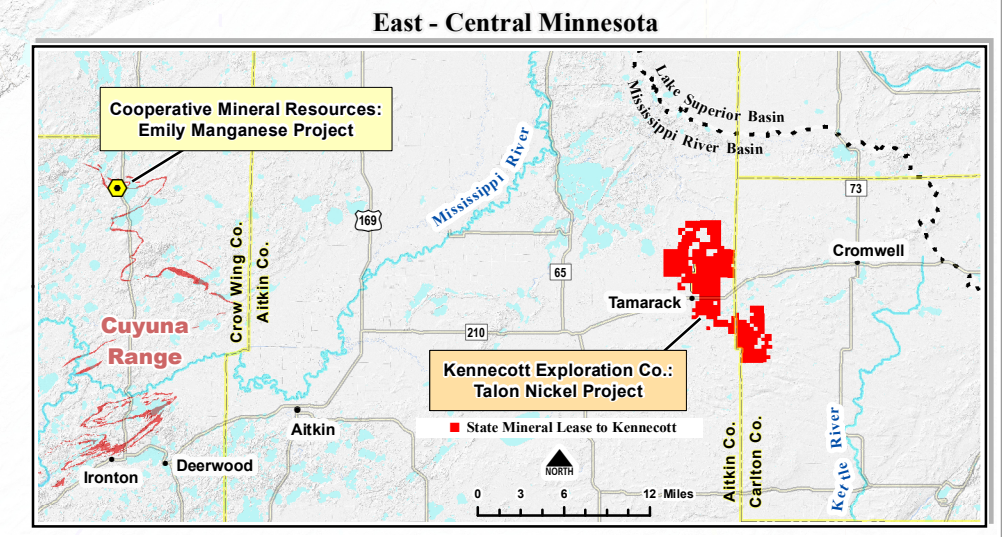 East - Central Minnesota
Cooperative Mineral Resources:
Emily Manganese Project
Lake Superior Basin
Mississippi River Basin
Mississippi River
169
73
Crow Wing Co.
Aitkin Co.
Cromwell
65
Tamarack
Cuyuna
Range
210
Kennecott Exploration Co.:
Talon Nickel Project
State Mineral Lease to Kennecott
Aitkin
Deerwood
Ironton
NORTH
0 3 6 12 Miles
Aitkin Co.
Carlton Co.
Kettle River